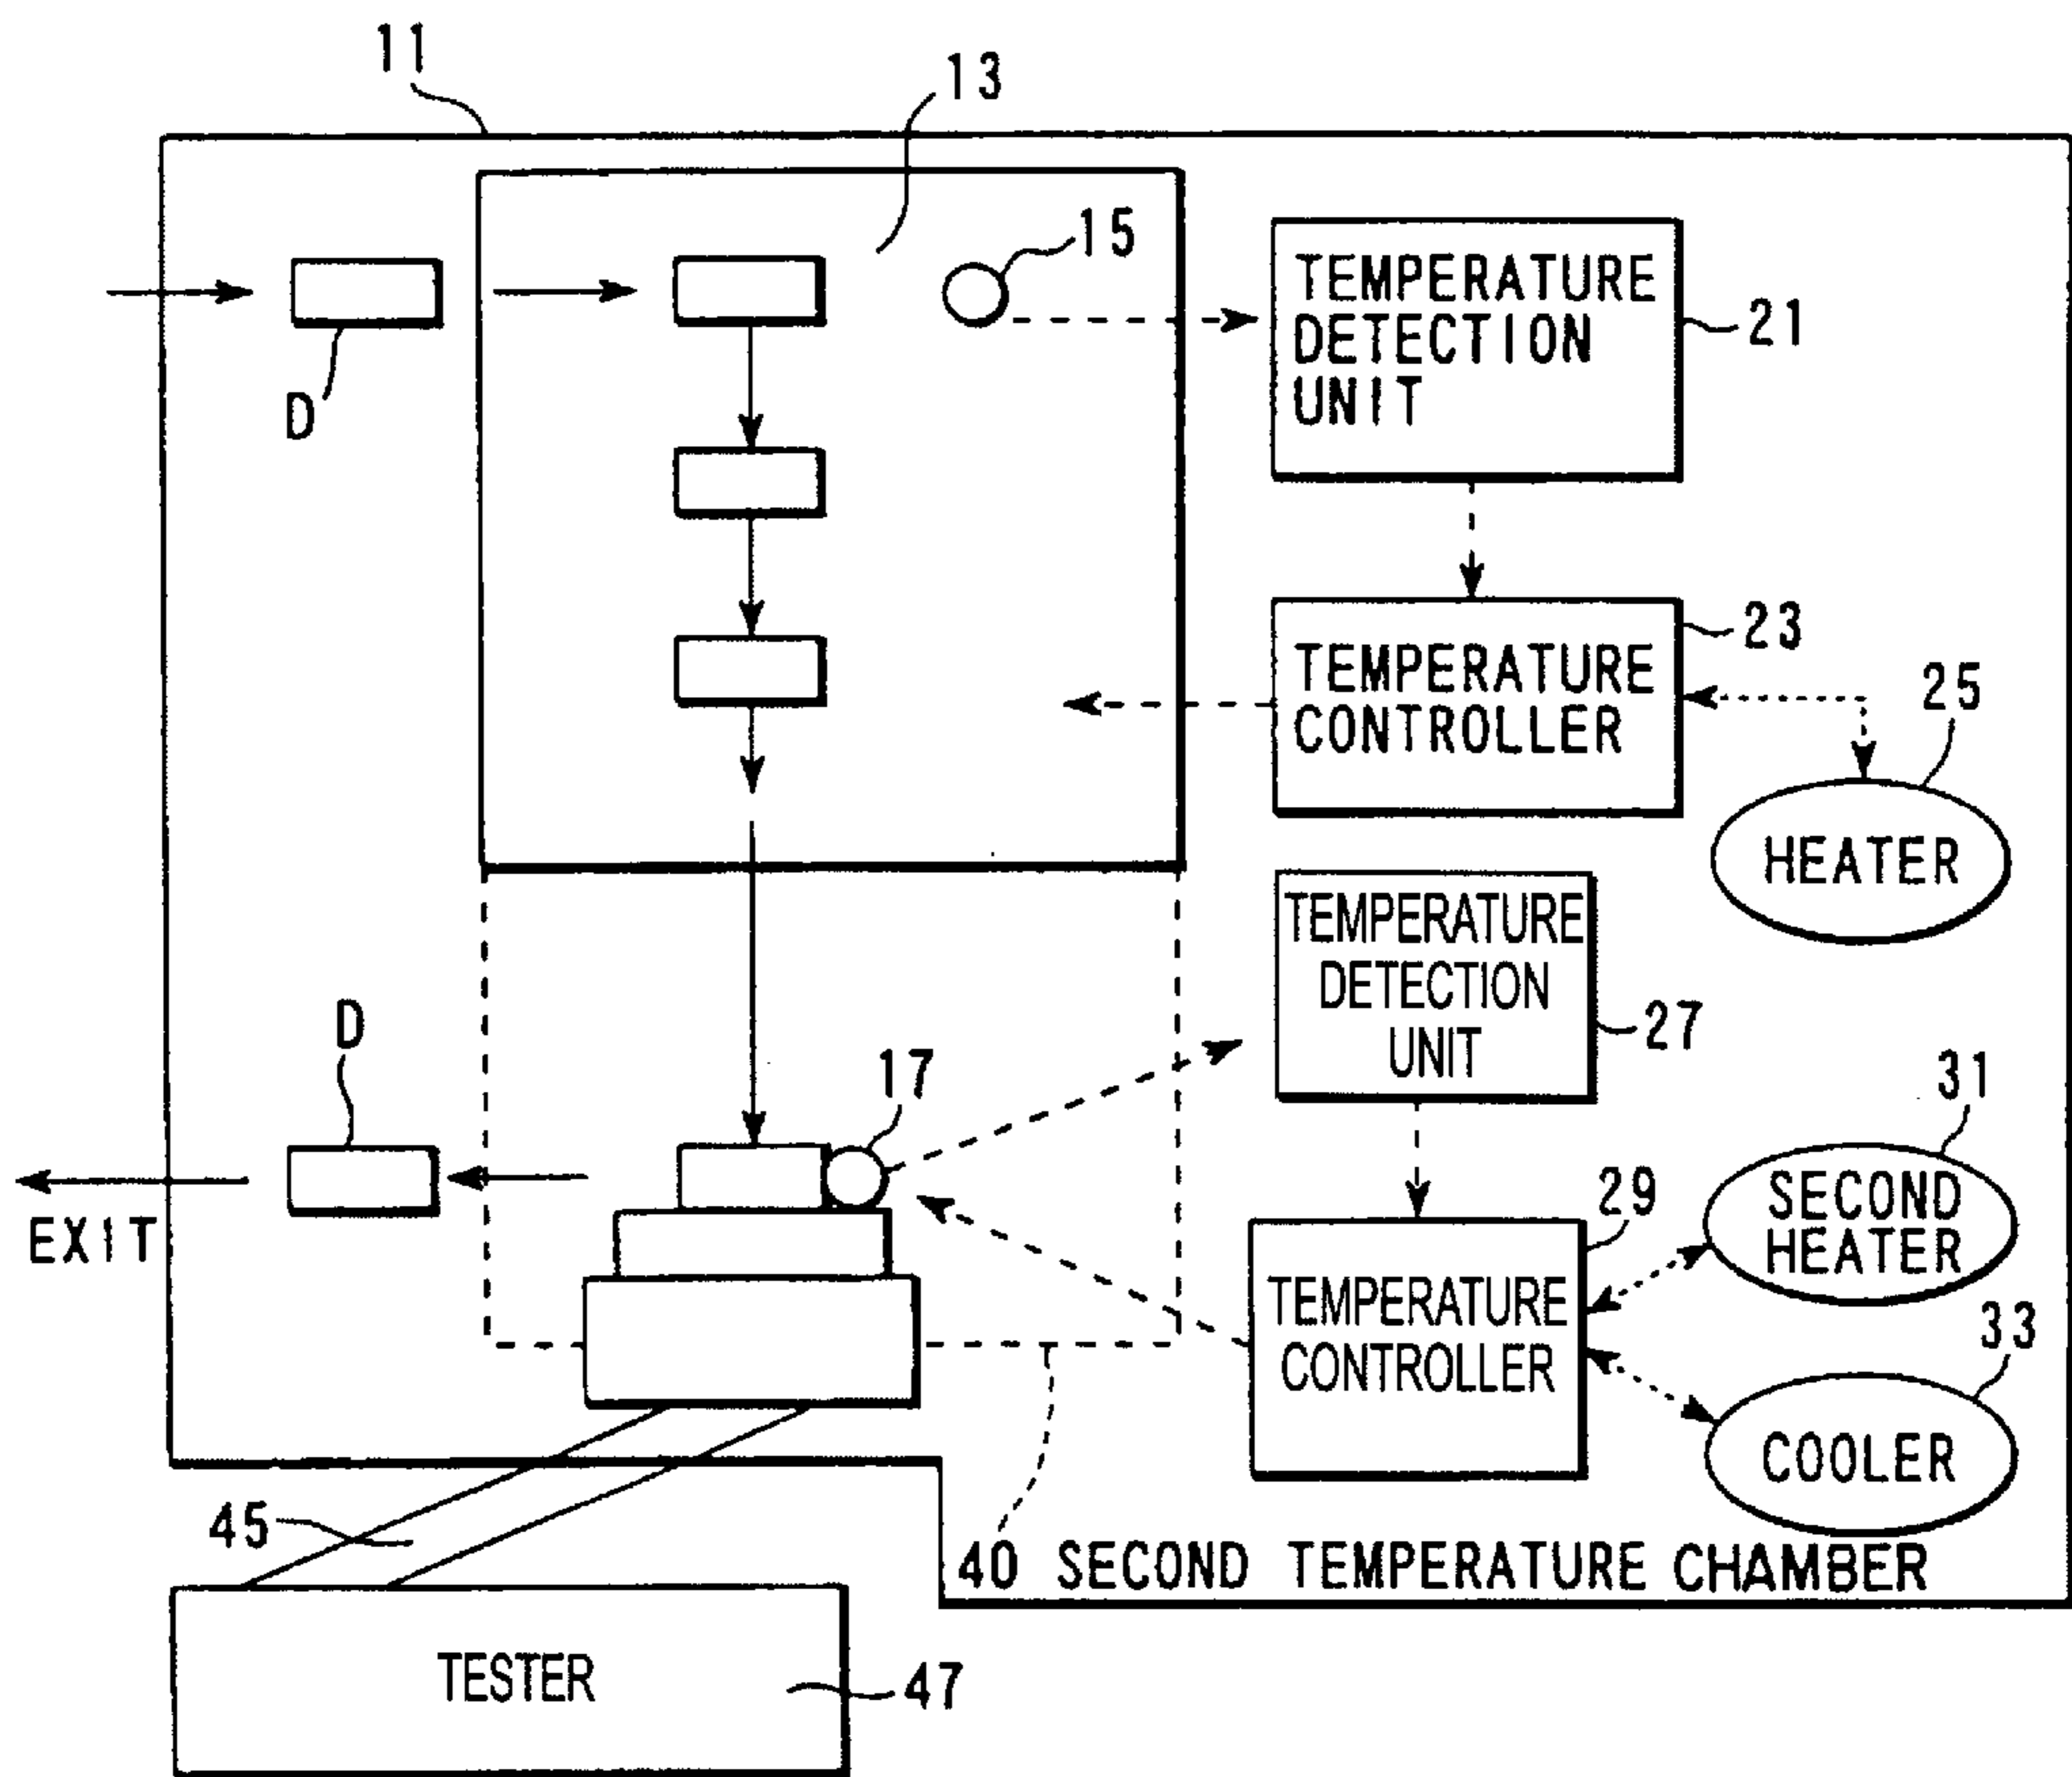 11
13
15
TEMPERATURE
DETECTION
UNIT
21
D
23
TEMPERATURE
CONTROLLER
25
HEATER
TEMPERATURE
DETECTION
UNIT
27
D
17
31
SECOND
HEATER
29
EXIT
TEMPERATURE
CONTROLLER
33
COOLER
45
40 SECOND TEMPERATURE CHAMBER
TESTER
47